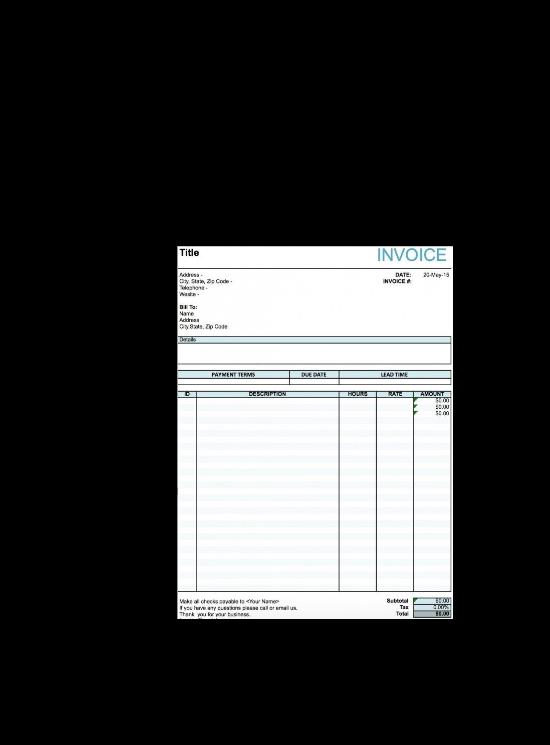 Title INVOICE
Address -
City, State, Zip Code -
Telephone -
Wesite -
DATE: 20-May-15
INVOICE #:
Bill To:
Name
Address
City,State, Zip Code
Details
PAYMENT TERMS DUE DATE LEAD TIME
ID DESCRIPTION HOURS RATE AMOUNT
$0.00
$0.00
$0.00
Make all checks payable to <Your Name>
If you have any questions please call or email us.
Thank you for your business.
Subtotal $0.00
Tax 0.00%
Total $0.00